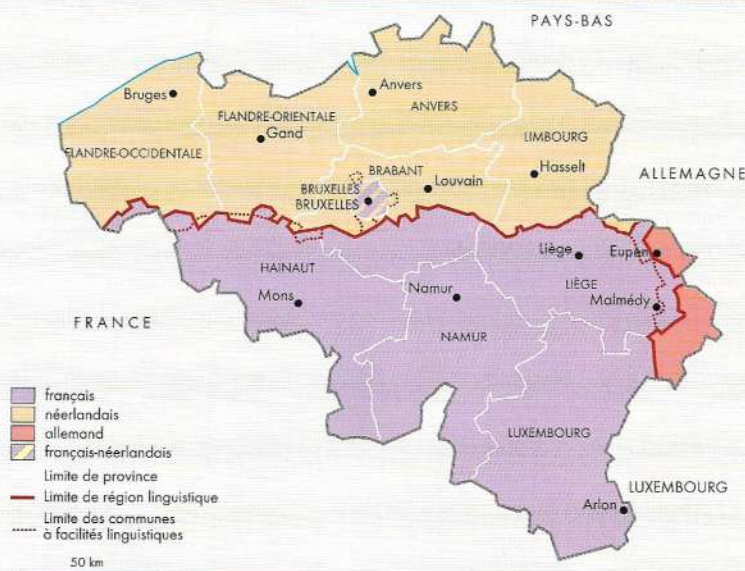 PAYS-BAS
Bruges
Anvers
ANVERS
FLANDRE-ORIENTALE
Gand
FLANDRE-OCCIDENTALE
LIMBOURG
Hasselt
ALLEMAGNE
BRABANT
Louvain
BRUXELLES
BRUXELLES
Liège
Eupen
HAINAUT
LIÈGE
Mons
Namur
Malmédy
FRANCE
NAMUR
français
néerlandais
allemand
français-néerlandais
Limite de province
Limite de région linguistique
Limite des communes
à facilités linguistiques
50 km
LUXEMBOURG
LUXEMBOURG
Arlon